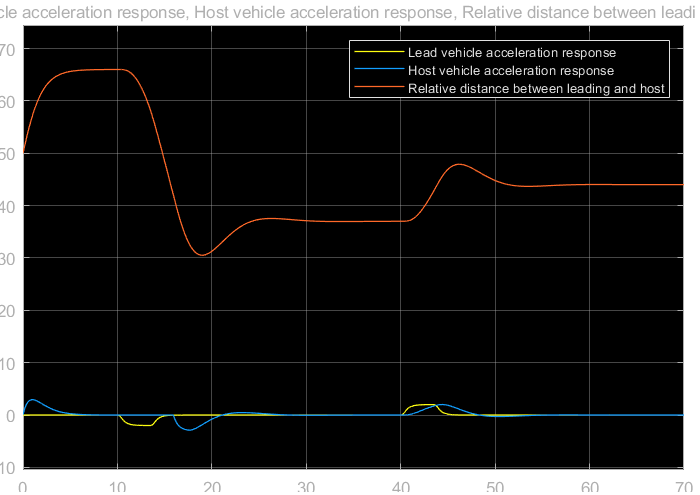 cle acceleration response, Host vehicle acceleration response, Relative distance between leadi
70
60
50
40
30
20
10
0
10
Lead vehicle acceleration response
Host vehicle acceleration response
Relative distance between leading and host
0 10 20 30 40 50 60 70